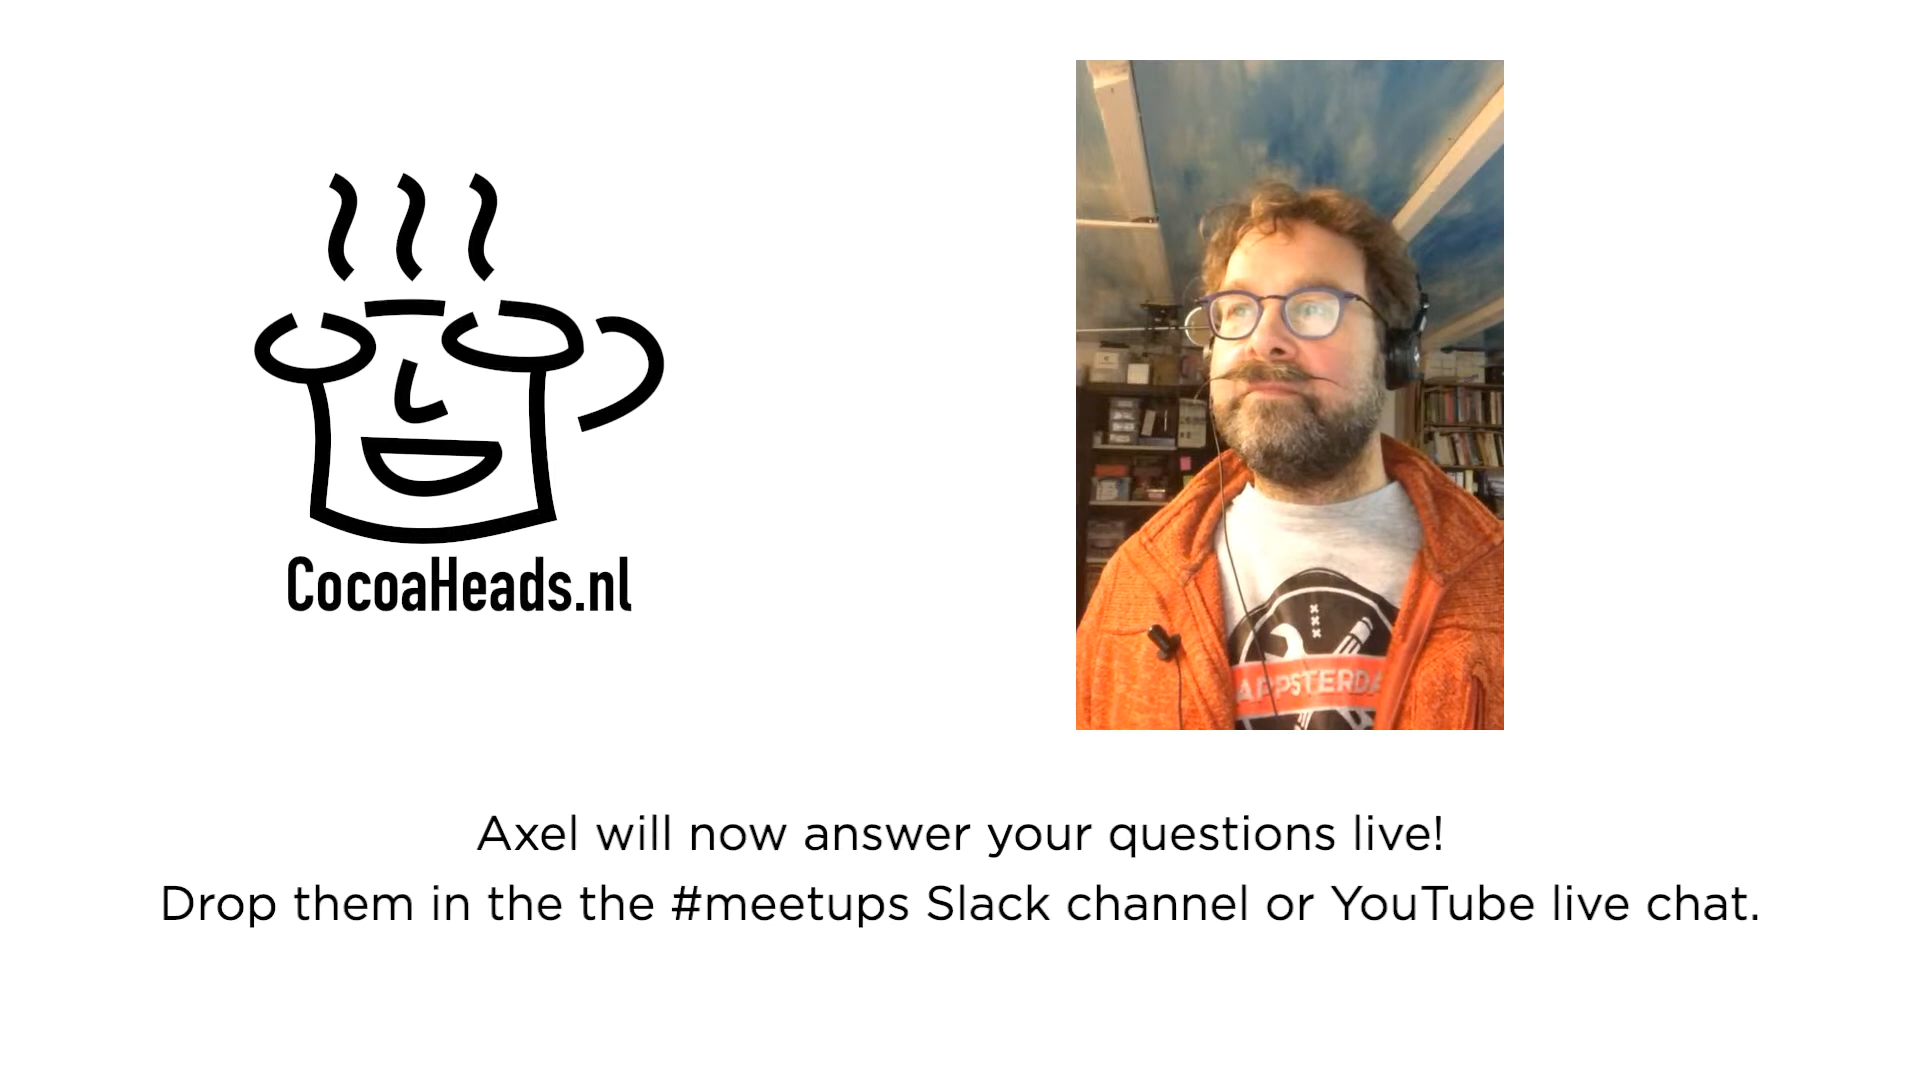 CocoaHeads.nl
APPSTERDA
Axel will now answer your questions live!
Drop them in the the #meetups Slack channel or YouTube live chat.